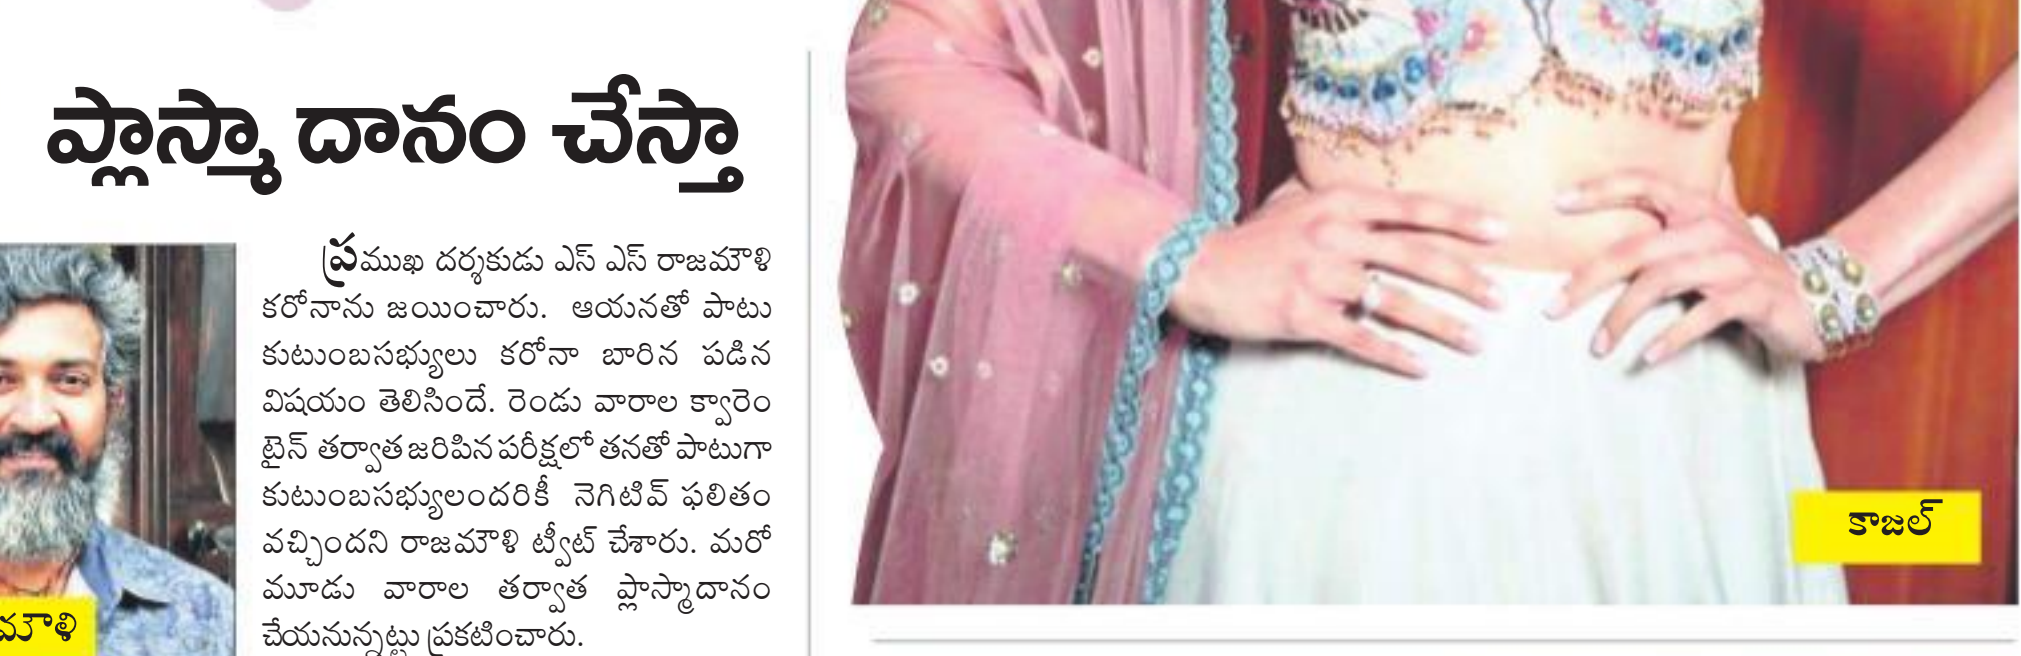 ప్లాస్మా దానం చేస్తా
ప్రముఖ దర్శకుడు ఎస్ ఎస్ రాజమౌళి
కరోనాను జయించారు. ఆయనతో పాటు
కుటుంబసభ్యులు కరోనా బారిన పడిన
విషయం తెలిసిందే. రెండు వారాల క్వారెం
టైన్ తర్వాత జరిపిన పరీక్షలో తనతో పాటుగా
కుటుంబసభ్యులందరికీ నెగిటివ్ ఫలితం
వచ్చిందని రాజమౌళి ట్వీట్ చేశారు. మరో
మూడు వారాల తర్వాత ప్లాస్మాదానం
చేయనున్నట్టు ప్రకటించారు.
మౌళి
కాజల్